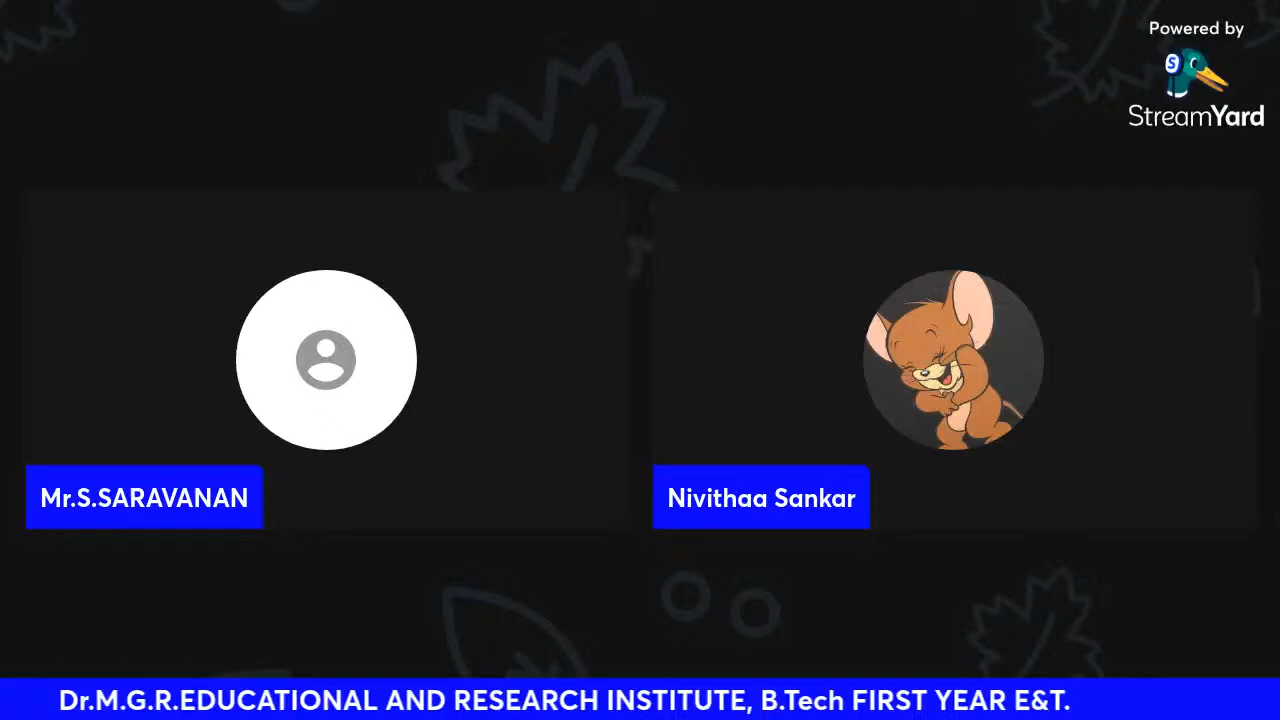 Powered by
S
StreamYard
Mr.S.SARAVANAN
Nivithaa Sankar
Dr.M.G.R.EDUCATIONAL AND RESEARCH INSTITUTE, B.Tech FIRST YEAR E&T.